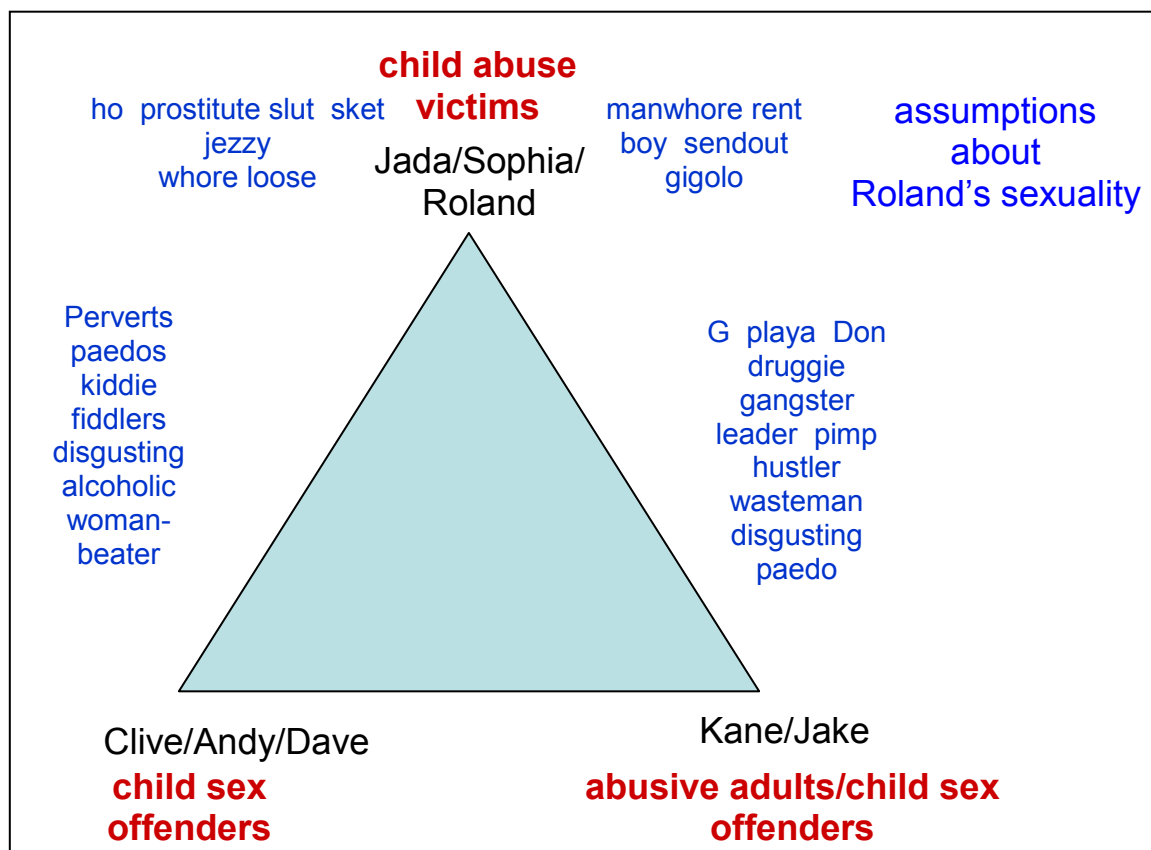 child abuse
victims
ho prostitute slut sket
jezzy
whore loose
Jada/Sophia/
Roland
manwhore rent
boy sendout
gigolo
assumptions
about
Roland's sexuality
Perverts
paedos
kiddie
fiddlers
disgusting
alcoholic
woman-
beater
G playa Don
druggie
gangster
leader pimp
hustler
wasteman
disgusting
paedo
Clive/Andy/Dave
child sex
offenders
Kane/Jake
abusive adults/child sex
offenders